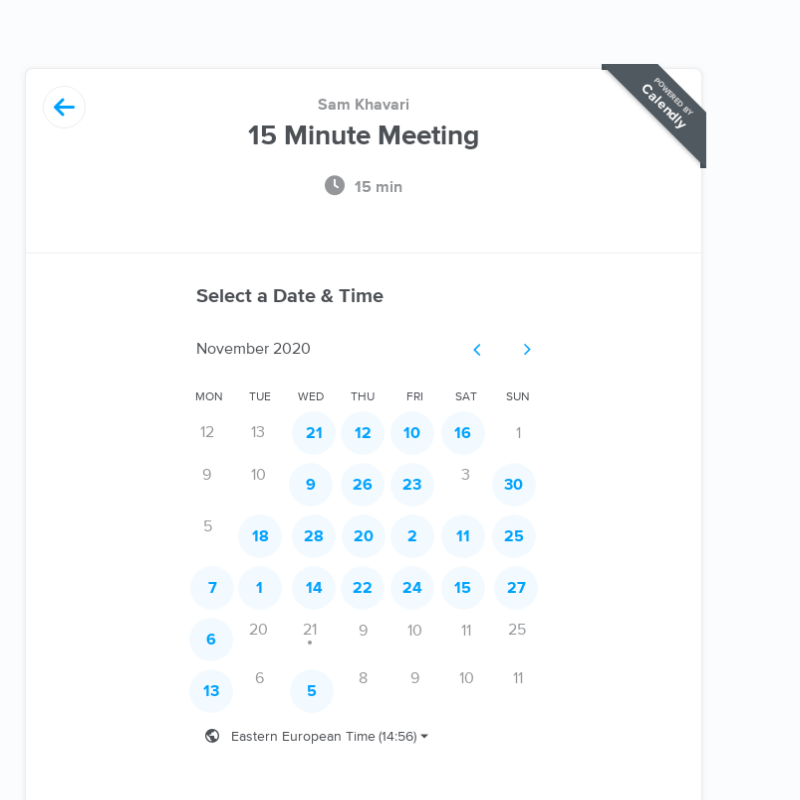 POWERED BY
Calendly
Sam Khavari
15 Minute Meeting
15 min
Select a Date & Time
November 2020
MON TUE WED THU FRI SAT SUN
12 13 21 12 10 16 1
9 10 9 26 23 3 30
5 18 28 20 2 11 25
7 1 14 22 24 15 27
6 20 21 9 10 11 25
13 6 5 8 9 10 11
Eastern European Time (14:56)